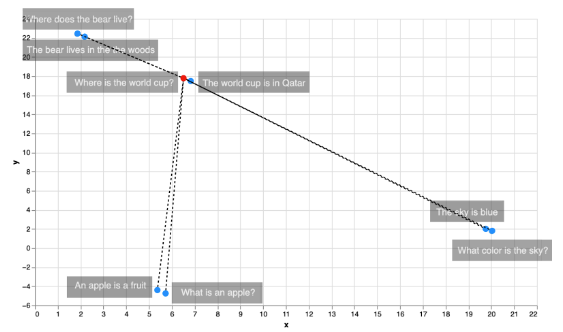 Where does the bear live?
The bear lives in the the woods
Where is the world cup?
The world cup is in Qatar
The sky is blue
What color is the sky?
An apple is a fruit
What is an apple?
24
22
20
18
16
14
12
10
8
6
4
2
0
−2
−4
−6
y
0 1 2 3 4 5 6 7 8 9 10 11 12 13 14 15 16 17 18 19 20 21 22
x